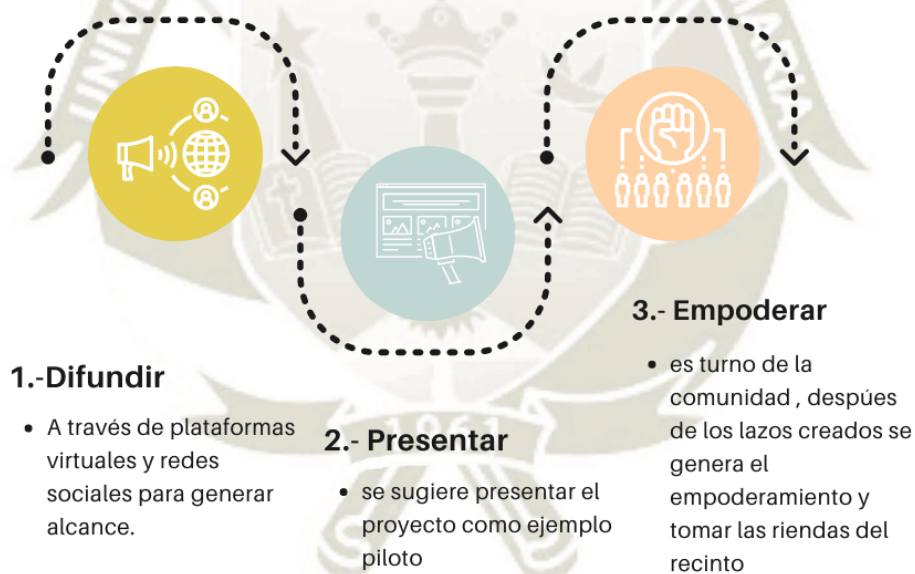 1.-Difundir
• A través de plataformas
virtuales y redes
sociales para generar
alcance.
2.- Presentar
• se sugiere presentar el
proyecto como ejemplo
piloto
3.- Empoderar
• es turno de la
comunidad , despúes
de los lazos creados se
genera el
empoderamiento y
tomar las riendas del
recinto
1961